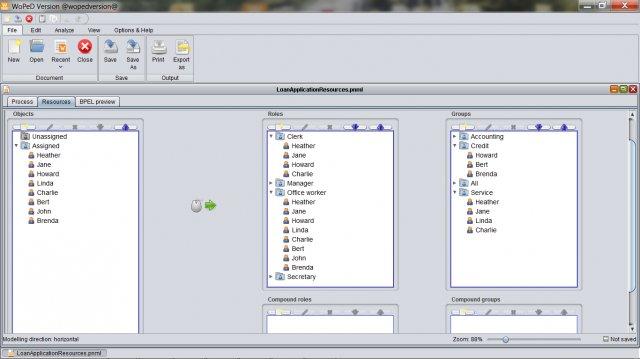 WoPeD Version @wopedversion@
File Edit Analyze View Options & Help
New Open Recent Close Save Save As Print Export as
Document Save Output
LoanApplicationResources.pnml
Process Resources BPEL preview
Objects
Unassigned
Assigned
Heather
Jane
Howard
Linda
Charlie
Bert
John
Brenda
Roles
Clerk
Heather
Jane
Howard
Charlie
Manager
Office worker
Heather
Jane
Howard
Linda
Charlie
Bert
John
Brenda
Secretary
Compound roles
Groups
Accounting
Credit
Howard
Bert
Brenda
All
Service
Heather
Jane
Linda
Charlie
Compound groups
Modelling direction: horizontal
Zoom: 88%
Not saved
LoanApplicationResources.pnml